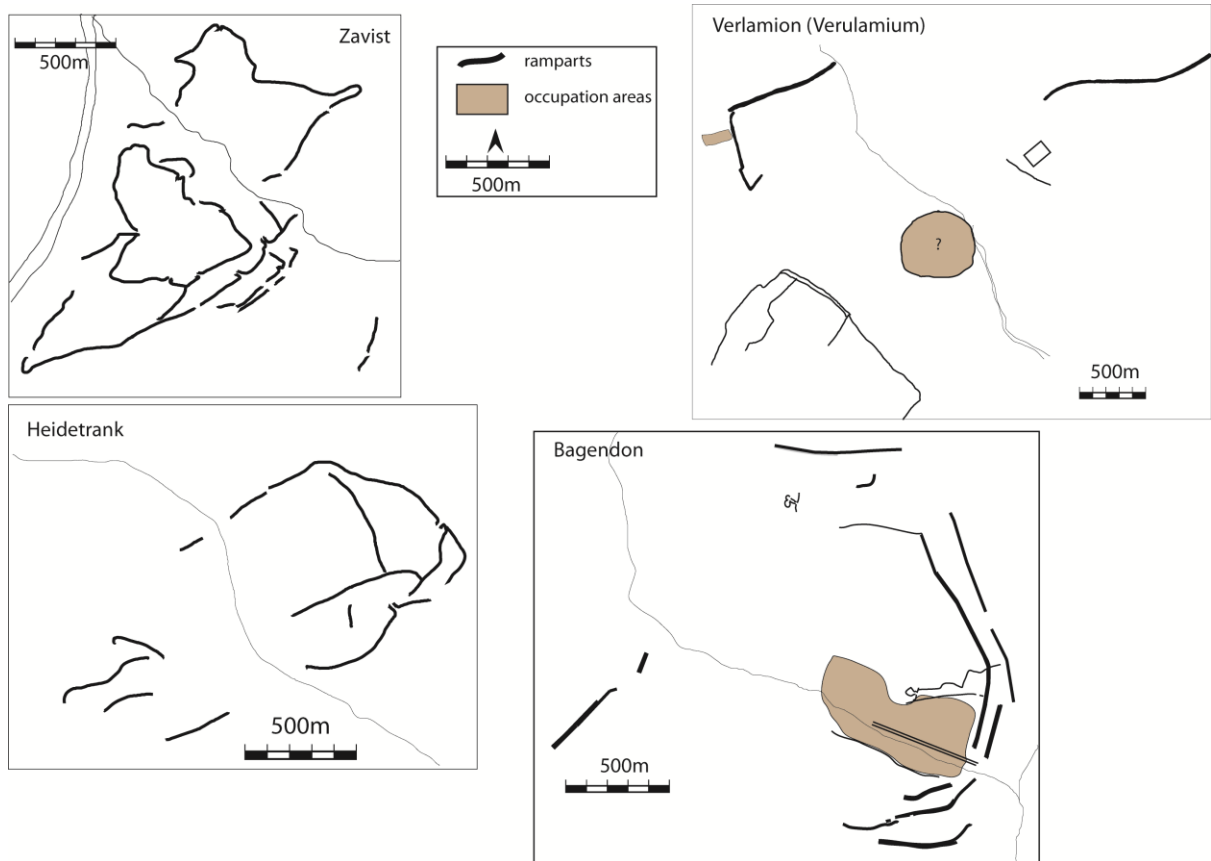 Zavist
500m
ramparts
occupation areas
500m
Verlamion (Verulamium)
?
500m
Heidetrank
500m
Bagendon
500m